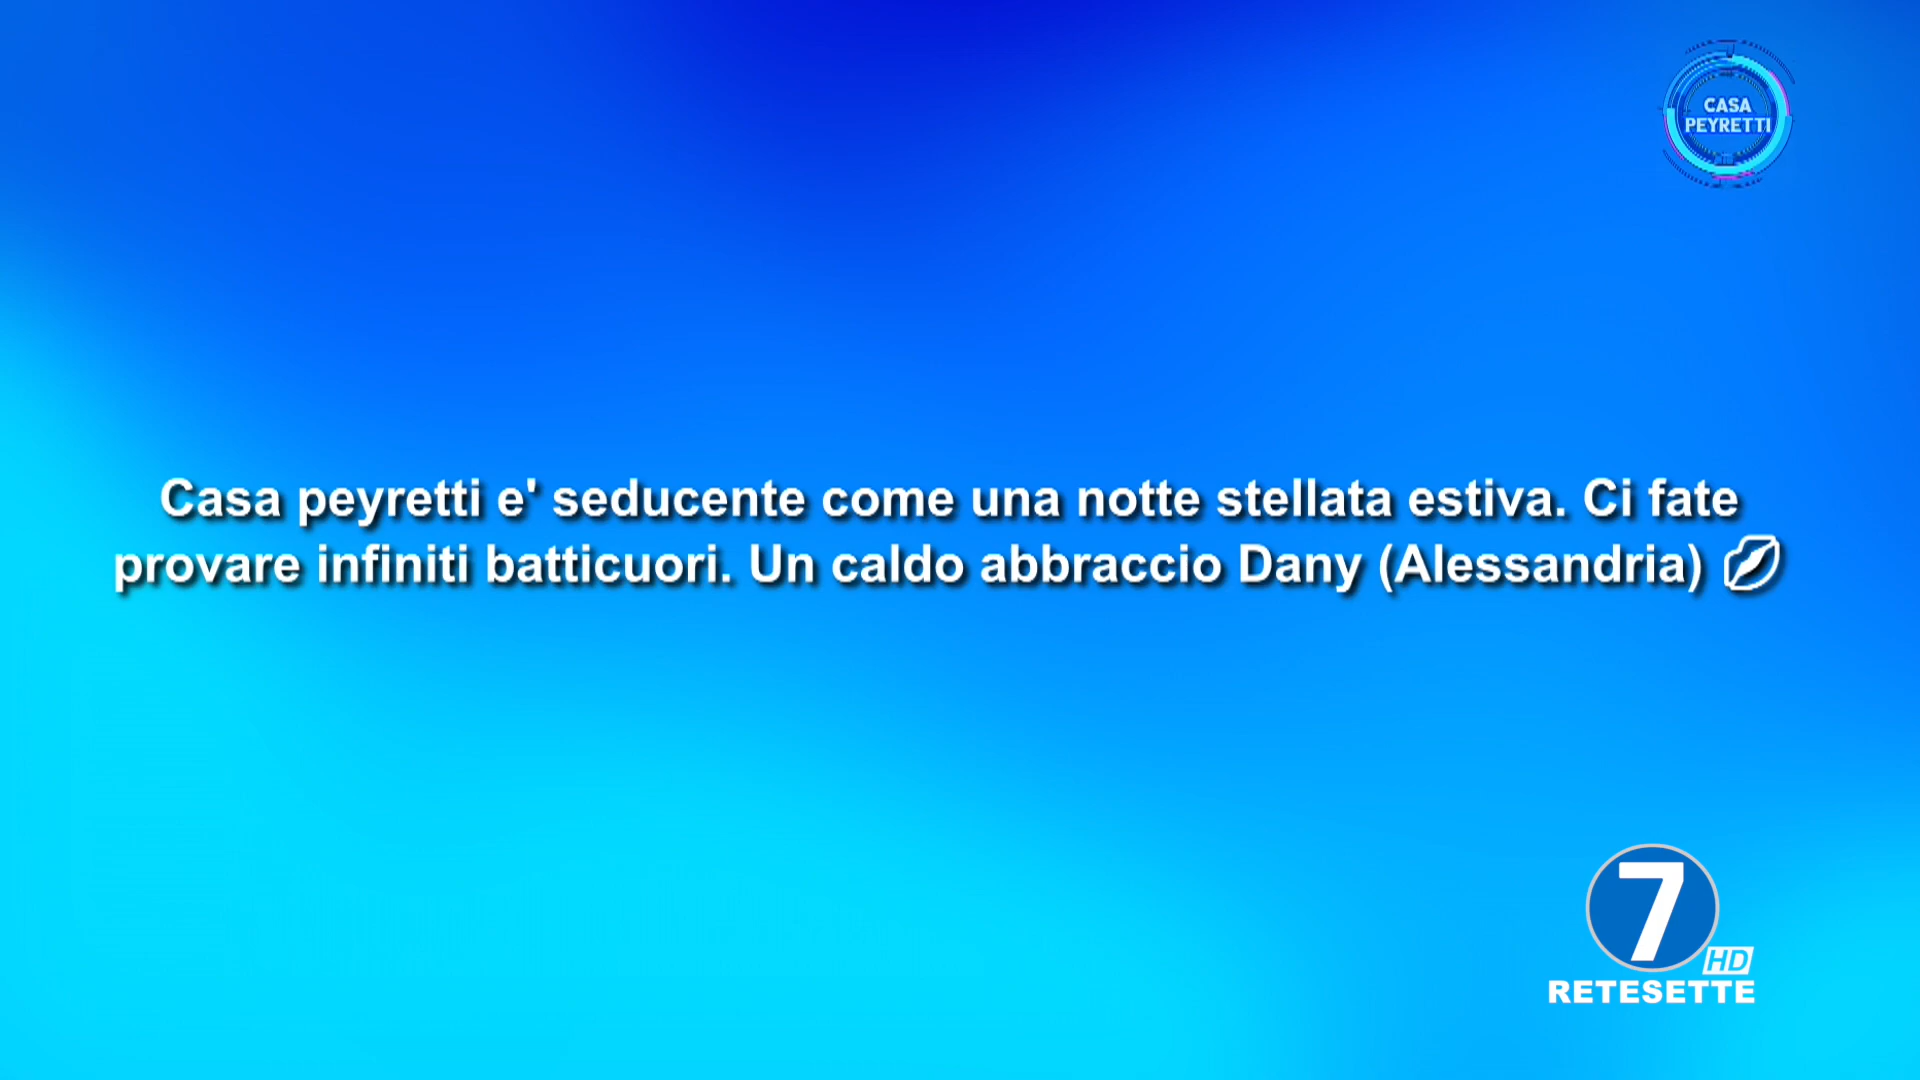 CASA
PEYRETTI
Casa peyretti e' seducente come una notte stellata estiva. Ci fate
provare infiniti batticuori. Un caldo abbraccio Dany (Alessandria) 💋
7
HD
RETESETTE